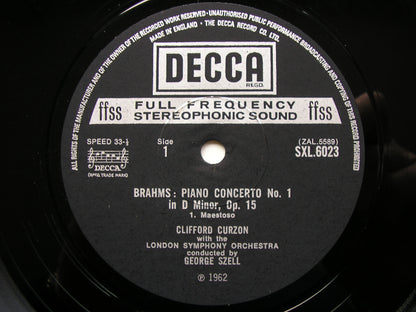 ALL RIGHTS OF THE MANUFACTURER AND OF THE OWNER OF THE RECORDED WORK RESERVED · UNAUTHORISED PUBLIC PERFORMANCE BROADCASTING AND COPYING OF THIS RECORD PROHIBITED
MADE IN ENGLAND · THE DECCA RECORD CO. LTD.
DECCA
REGD.
ffss FULL FREQUENCY ffss
STEREOPHONIC SOUND
SPEED 33-⅓ Side (ZAL.5589)
1 SXL.6023
DECCA
BRAHMS: PIANO CONCERTO No. 1
in D Minor, Op. 15
1. Maestoso
CLIFFORD CURZON
with the
LONDON SYMPHONY ORCHESTRA
conducted by
GEORGE SZELL
℗ 1962